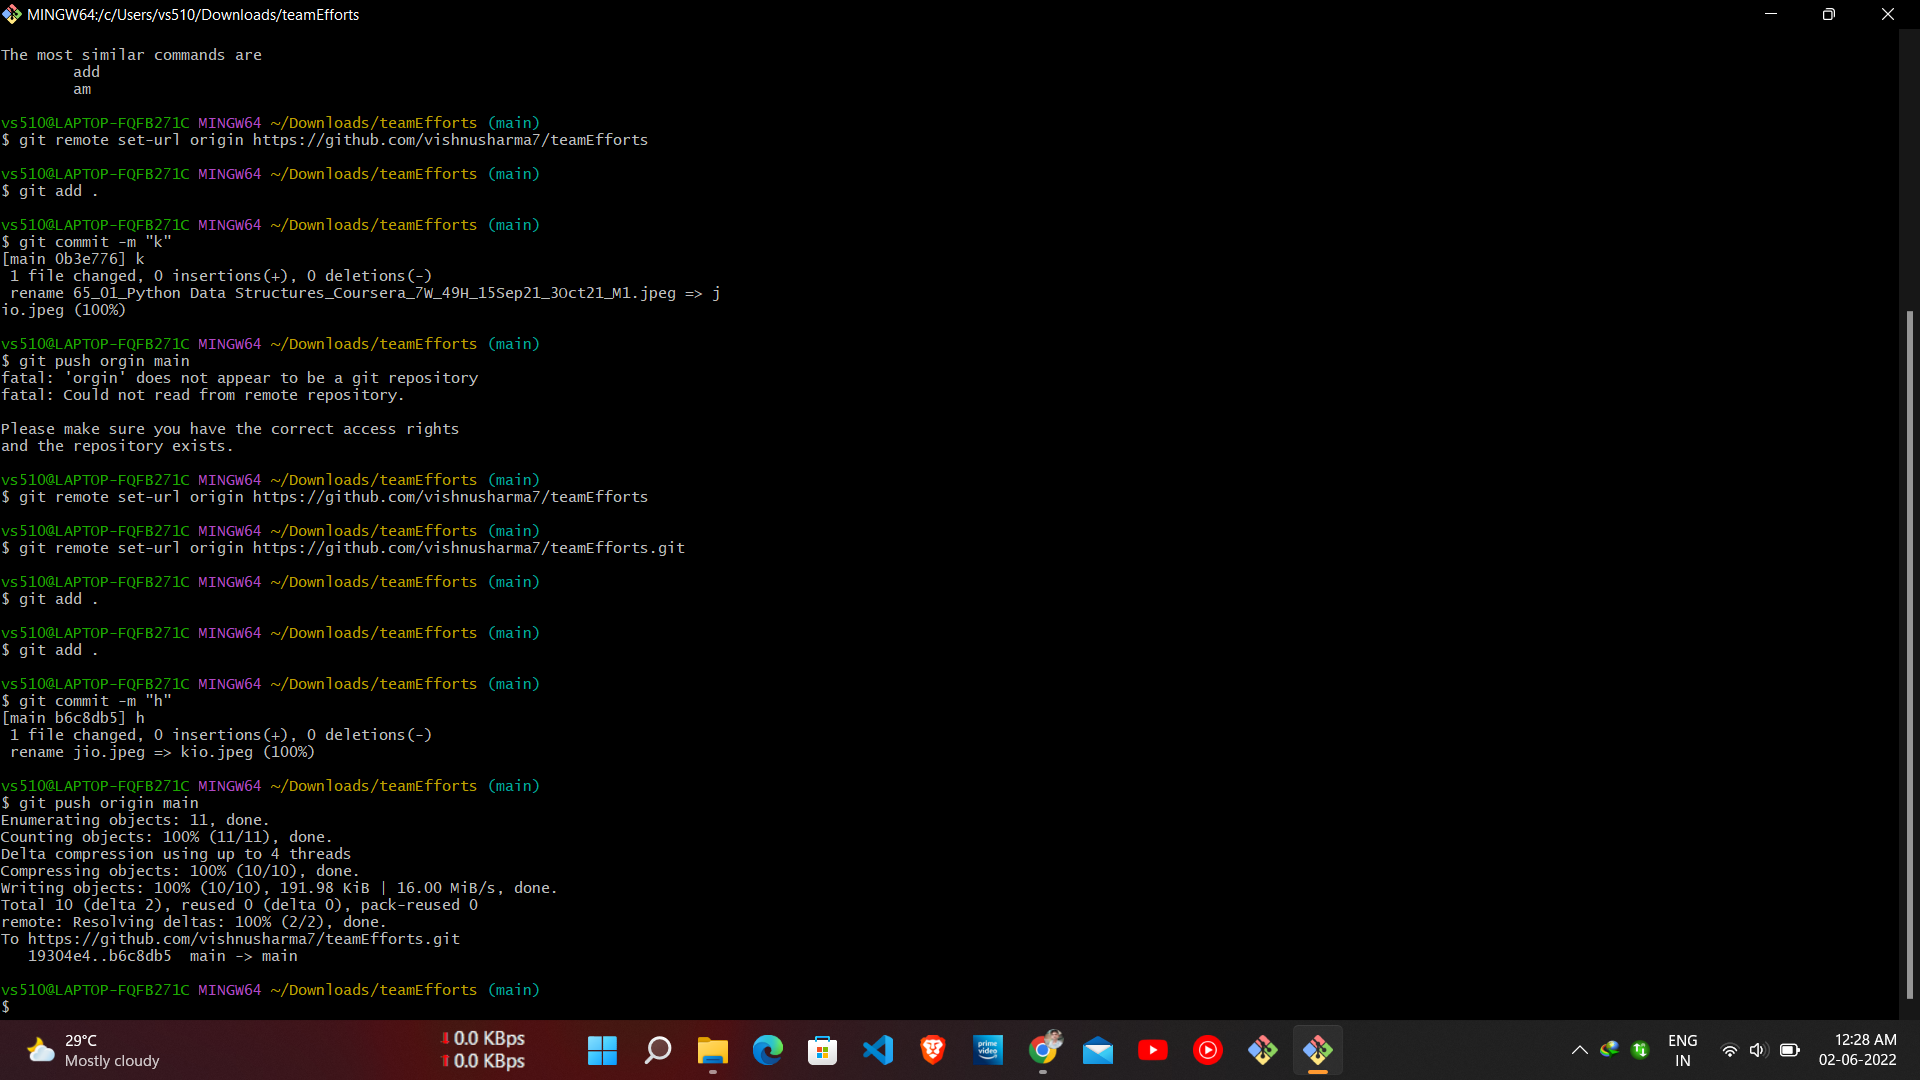 MINGW64:/c/Users/vs510/Downloads/teamEfforts
The most similar commands are
add
am
vs510@LAPTOP-FQFB271C MINGW64 ~/Downloads/teamEfforts (main)
$ git remote set-url origin https://github.com/vishnusharma7/teamEfforts
vs510@LAPTOP-FQFB271C MINGW64 ~/Downloads/teamEfforts (main)
$ git add .
vs510@LAPTOP-FQFB271C MINGW64 ~/Downloads/teamEfforts (main)
$ git commit -m "k"
[main 0b3e776] k
1 file changed, 0 insertions(+), 0 deletions(-)
rename 65_01_Python Data Structures_Coursera_7W_49H_15Sep21_3Oct21_M1.jpeg => j
io.jpeg (100%)
vs510@LAPTOP-FQFB271C MINGW64 ~/Downloads/teamEfforts (main)
$ git push orgin main
fatal: 'orgin' does not appear to be a git repository
fatal: Could not read from remote repository.
Please make sure you have the correct access rights
and the repository exists.
vs510@LAPTOP-FQFB271C MINGW64 ~/Downloads/teamEfforts (main)
$ git remote set-url origin https://github.com/vishnusharma7/teamEfforts
vs510@LAPTOP-FQFB271C MINGW64 ~/Downloads/teamEfforts (main)
$ git remote set-url origin https://github.com/vishnusharma7/teamEfforts.git
vs510@LAPTOP-FQFB271C MINGW64 ~/Downloads/teamEfforts (main)
$ git add .
vs510@LAPTOP-FQFB271C MINGW64 ~/Downloads/teamEfforts (main)
$ git add .
vs510@LAPTOP-FQFB271C MINGW64 ~/Downloads/teamEfforts (main)
$ git commit -m "h"
[main b6c8db5] h
1 file changed, 0 insertions(+), 0 deletions(-)
rename jio.jpeg => kio.jpeg (100%)
vs510@LAPTOP-FQFB271C MINGW64 ~/Downloads/teamEfforts (main)
$ git push origin main
Enumerating objects: 11, done.
Counting objects: 100% (11/11), done.
Delta compression using up to 4 threads
Compressing objects: 100% (10/10), done.
Writing objects: 100% (10/10), 191.98 KiB | 16.00 MiB/s, done.
Total 10 (delta 2), reused 0 (delta 0), pack-reused 0
remote: Resolving deltas: 100% (2/2), done.
To https://github.com/vishnusharma7/teamEfforts.git
19304e4..b6c8db5  main -> main
vs510@LAPTOP-FQFB271C MINGW64 ~/Downloads/teamEfforts (main)
$
29°C
Mostly cloudy
0.0 KBps
0.0 KBps
prime video
ENG
IN
12:28 AM
02-06-2022